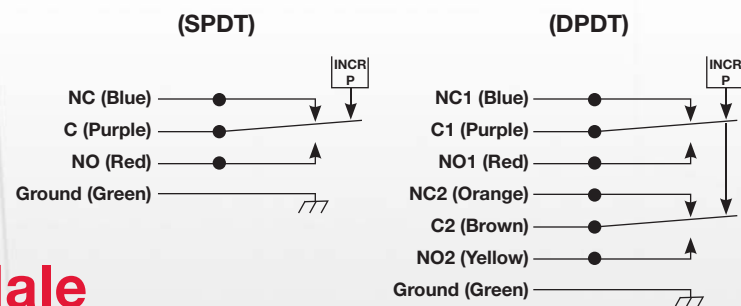 (SPDT)
INCR
P
NC (Blue)
C (Purple)
NO (Red)
Ground (Green)
(DPDT)
INCR
P
NC1 (Blue)
C1 (Purple)
NO1 (Red)
NC2 (Orange)
C2 (Brown)
NO2 (Yellow)
Ground (Green)